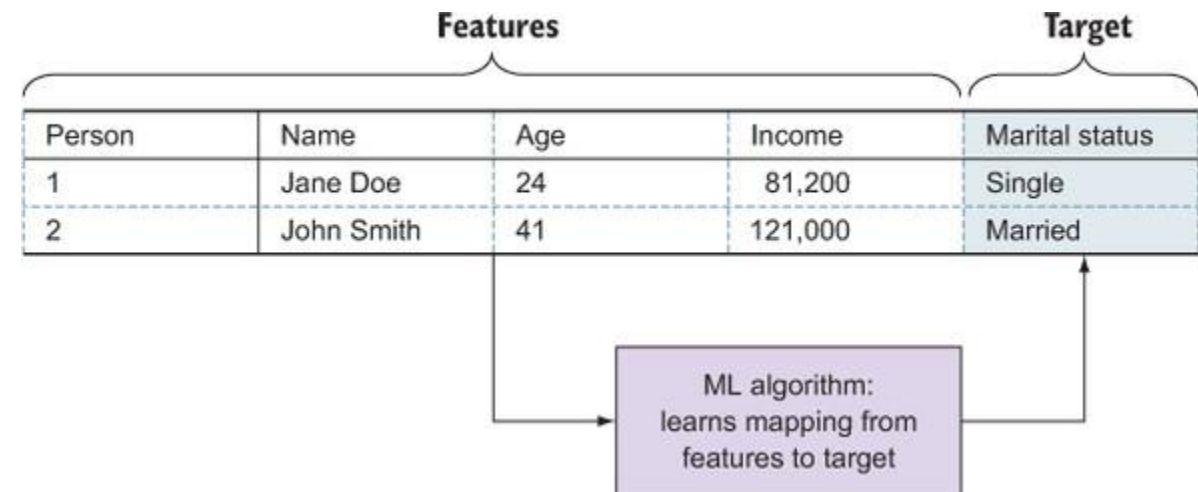 Features Target
Person Name Age Income Marital status
1 Jane Doe 24 81,200 Single
2 John Smith 41 121,000 Married
ML algorithm:
learns mapping from
features to target